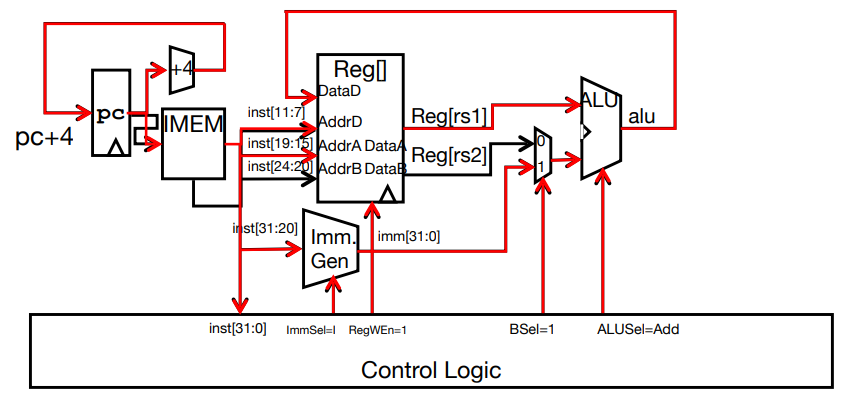 +4
Reg[]
DataD
ALU
pc
inst[11:7]
IMEM
AddrD
Reg[rs1]
alu
pc+4
inst[19:15]
AddrA DataA
0
Reg[rs2]
inst[24:20]
AddrB DataB
1
inst[31:20]
Imm.
Gen
imm[31:0]
inst[31:0]
ImmSel=I
RegWEn=1
BSel=1
ALUSel=Add
Control Logic